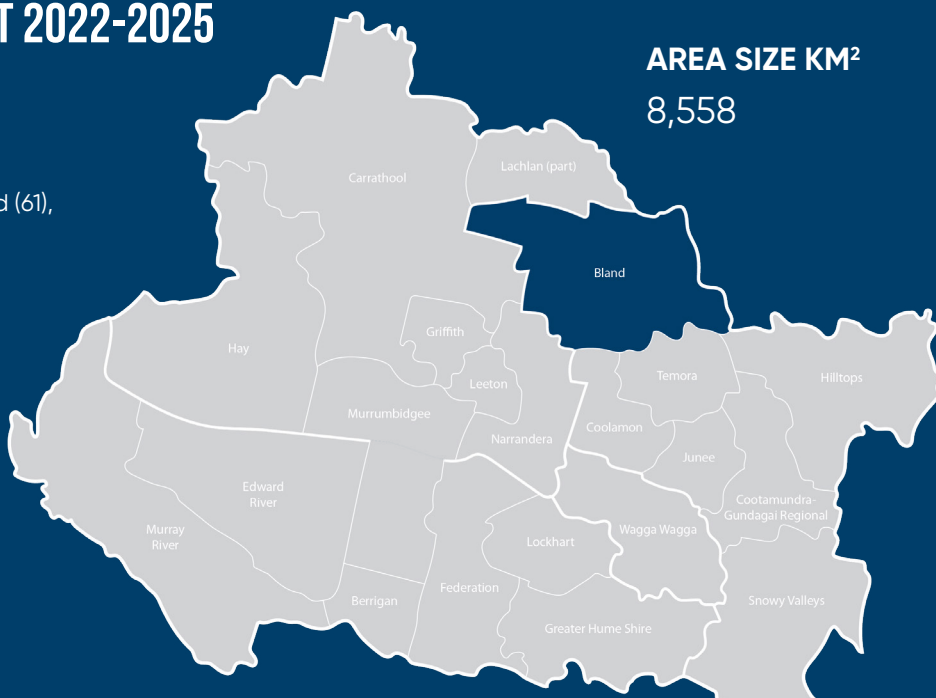 T 2022-2025
AREA SIZE KM²
8,558
d (61),
Carrathool
Lachlan (part)
Bland
Griffith
Hay
Leeton
Temora
Hilltops
Murrumbidgee
Narrandera
Coolamon
Junee
Edward
River
Cootamundra-
Gundagai Regional
Murray
River
Wagga Wagga
Lockhart
Federation
Berrigan
Snowy Valleys
Greater Hume Shire